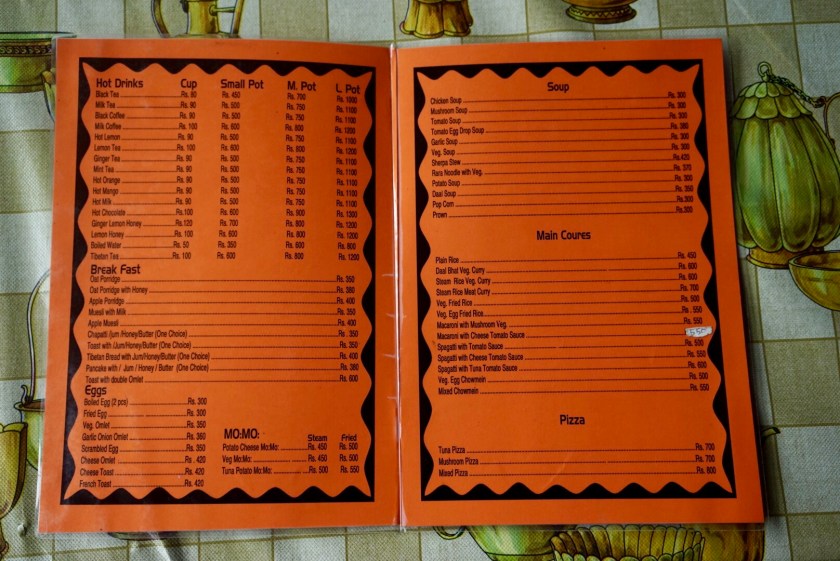 Hot Drinks Cup Small Pot M. Pot L Pot
Black Tea Rs. 80 Rs. 450 Rs. 700 Rs. 1000
Milk Tea Rs. 90 Rs. 500 Rs. 750 Rs. 1100
Black Coffee Rs. 80 Rs. 500 Rs. 750 Rs. 1100
Milk Coffee Rs. 100 Rs. 600 Rs. 800 Rs. 1200
Hot Lemon Rs. 90 Rs. 500 Rs. 750 Rs. 1100
Lemon Tea Rs. 100 Rs. 600 Rs. 800 Rs. 1200
Ginger Tea Rs. 90 Rs. 500 Rs. 750 Rs. 1100
Mint Tea Rs. 90 Rs. 500 Rs. 750 Rs. 1100
Hot Orange Rs. 90 Rs. 500 Rs. 750 Rs. 1100
Hot Mango Rs. 90 Rs. 500 Rs. 750 Rs. 1100
Hot Milk Rs. 90 Rs. 500 Rs. 750 Rs. 1100
Hot Chocolate Rs.100 Rs. 600 Rs. 900 Rs. 1300
Ginger Lemon Honey Rs.120 Rs. 700 Rs. 800 Rs. 1200
Lemon Honey Rs. 100 Rs. 600 Rs. 800 Rs. 1200
Boiled Water Rs. 50 Rs. 350 Rs. 600 Rs. 800
Tibetan Tea Rs. 100 Rs. 600 Rs. 800 Rs. 1200
Break Fast
Oat Porridge Rs. 350
Oat Porridge with Honey Rs. 380
Apple Porridge Rs. 400
Muesli with Milk Rs. 350
Apple Muesli Rs. 400
Chapatti /jum /Honey/Butter (One Choice) Rs. 350
Toast with /Jum/Honey/Butter (One Choice) Rs. 350
Tibetan Bread with Jum/Honey/Butter (One Choice) Rs. 400
Pancake with / Jum / Honey / Butter (One Choice) Rs. 380
Toast with double Omlet Rs. 600
Eggs
Boiled Egg (2 pcs) Rs. 300
Fried Egg Rs. 300
Veg. Omlet Rs. 350
Garlic Onion Omlet Rs. 360
Scrambled Egg Rs. 350
Cheese Omlet Rs . 420
Cheese Toast Rs. 420
French Toast Rs. 420
MO:MO: Steam Fried
Potato Cheese Mo:Mo: Rs. 450 Rs. 500
Veg Mo:Mo: Rs. 450 Rs. 500
Tuna Potato Mo:Mo: Rs. 500 Rs. 550
Soup
Chicken Soup Rs. 300
Mushroom Soup Rs. 300
Tomato Soup Rs. 300
Tomato Egg Drop Soup Rs. 380
Garlic Soup Rs. 300
Veg. Soup Rs. 300
Sherpa Stew Rs.420
Rara Noodle with Veg. Rs. 370
Potato Soup Rs. 300
Daal Soup Rs. 350
Pop Corn Rs.300
Prown Rs.300
Main Coures
Plain Rice Rs. 450
Daal Bhat Veg. Curry Rs. 600
Steam Rice Veg. Curry Rs. 600
Steam Rice Meat Curry Rs. 700
Veg. Fried Rice Rs. 500
Veg. Egg Fried Rice Rs. 550
Macaroni with Mushroom Veg. Rs. 550
Macaroni with Cheese Tomato Sauce 550
Spagatti with Tomato Sauce Rs. 500
Spagatti with Cheese Tomato Sauce Rs. 550
Spagatti with Tuna Tomato Sauce Rs. 600
Veg. Egg Chowmein Rs. 500
Mixed Chowmein Rs. 550
Pizza
Tuna Pizza Rs. 700
Mushroom Pizza Rs. 700
Mixed Pizza Rs. 800